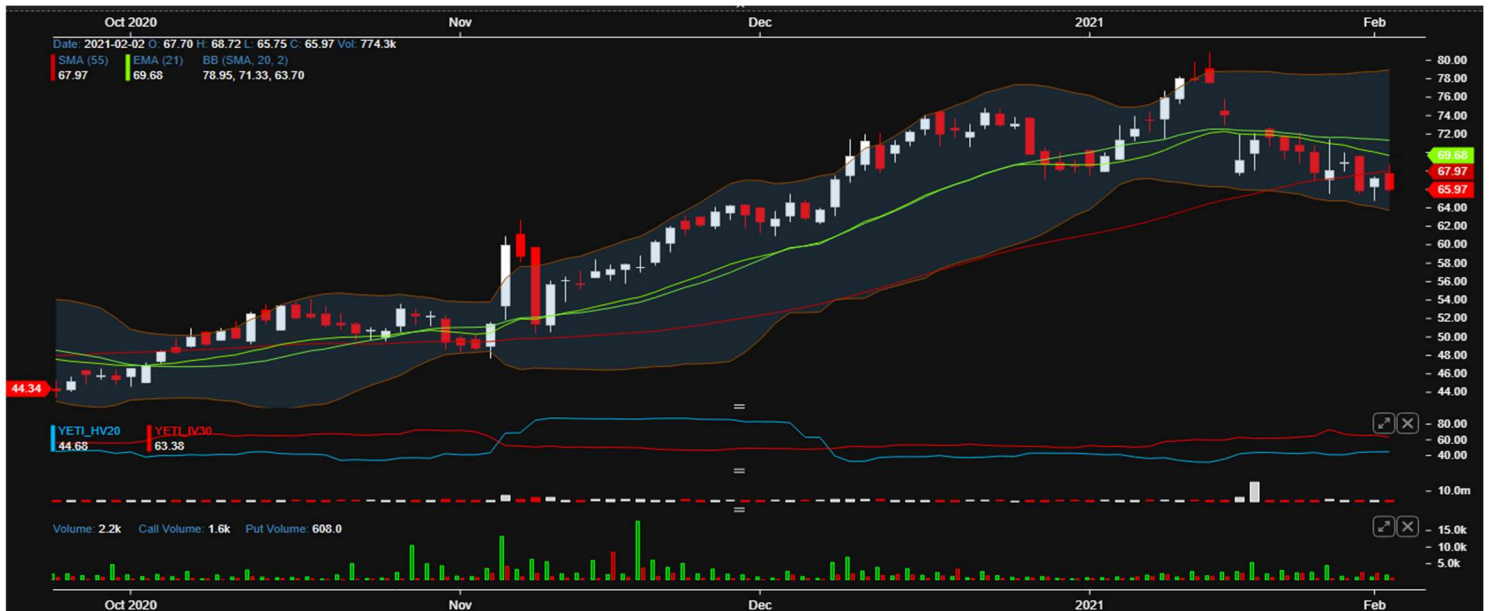 Oct 2020 Nov Dec 2021 Feb
Date: 2021-02-02 O: 67.70 H: 68.72 L: 65.75 C: 65.97 Vol: 774.3k
SMA (55) EMA (21) BB (SMA, 20, 2)
67.97 69.68 78.95, 71.33, 63.70
80.00
78.00
76.00
74.00
72.00
69.68
67.97
65.97
64.00
62.00
60.00
58.00
56.00
54.00
52.00
50.00
48.00
46.00
44.34
44.00
YETI_HV20 YETI_IV30
44.68 63.38
80.00
60.00
40.00
10.0m
Volume: 2.2k Call Volume: 1.6k Put Volume: 608.0
15.0k
10.0k
5.0k
Oct 2020 Nov Dec 2021 Feb